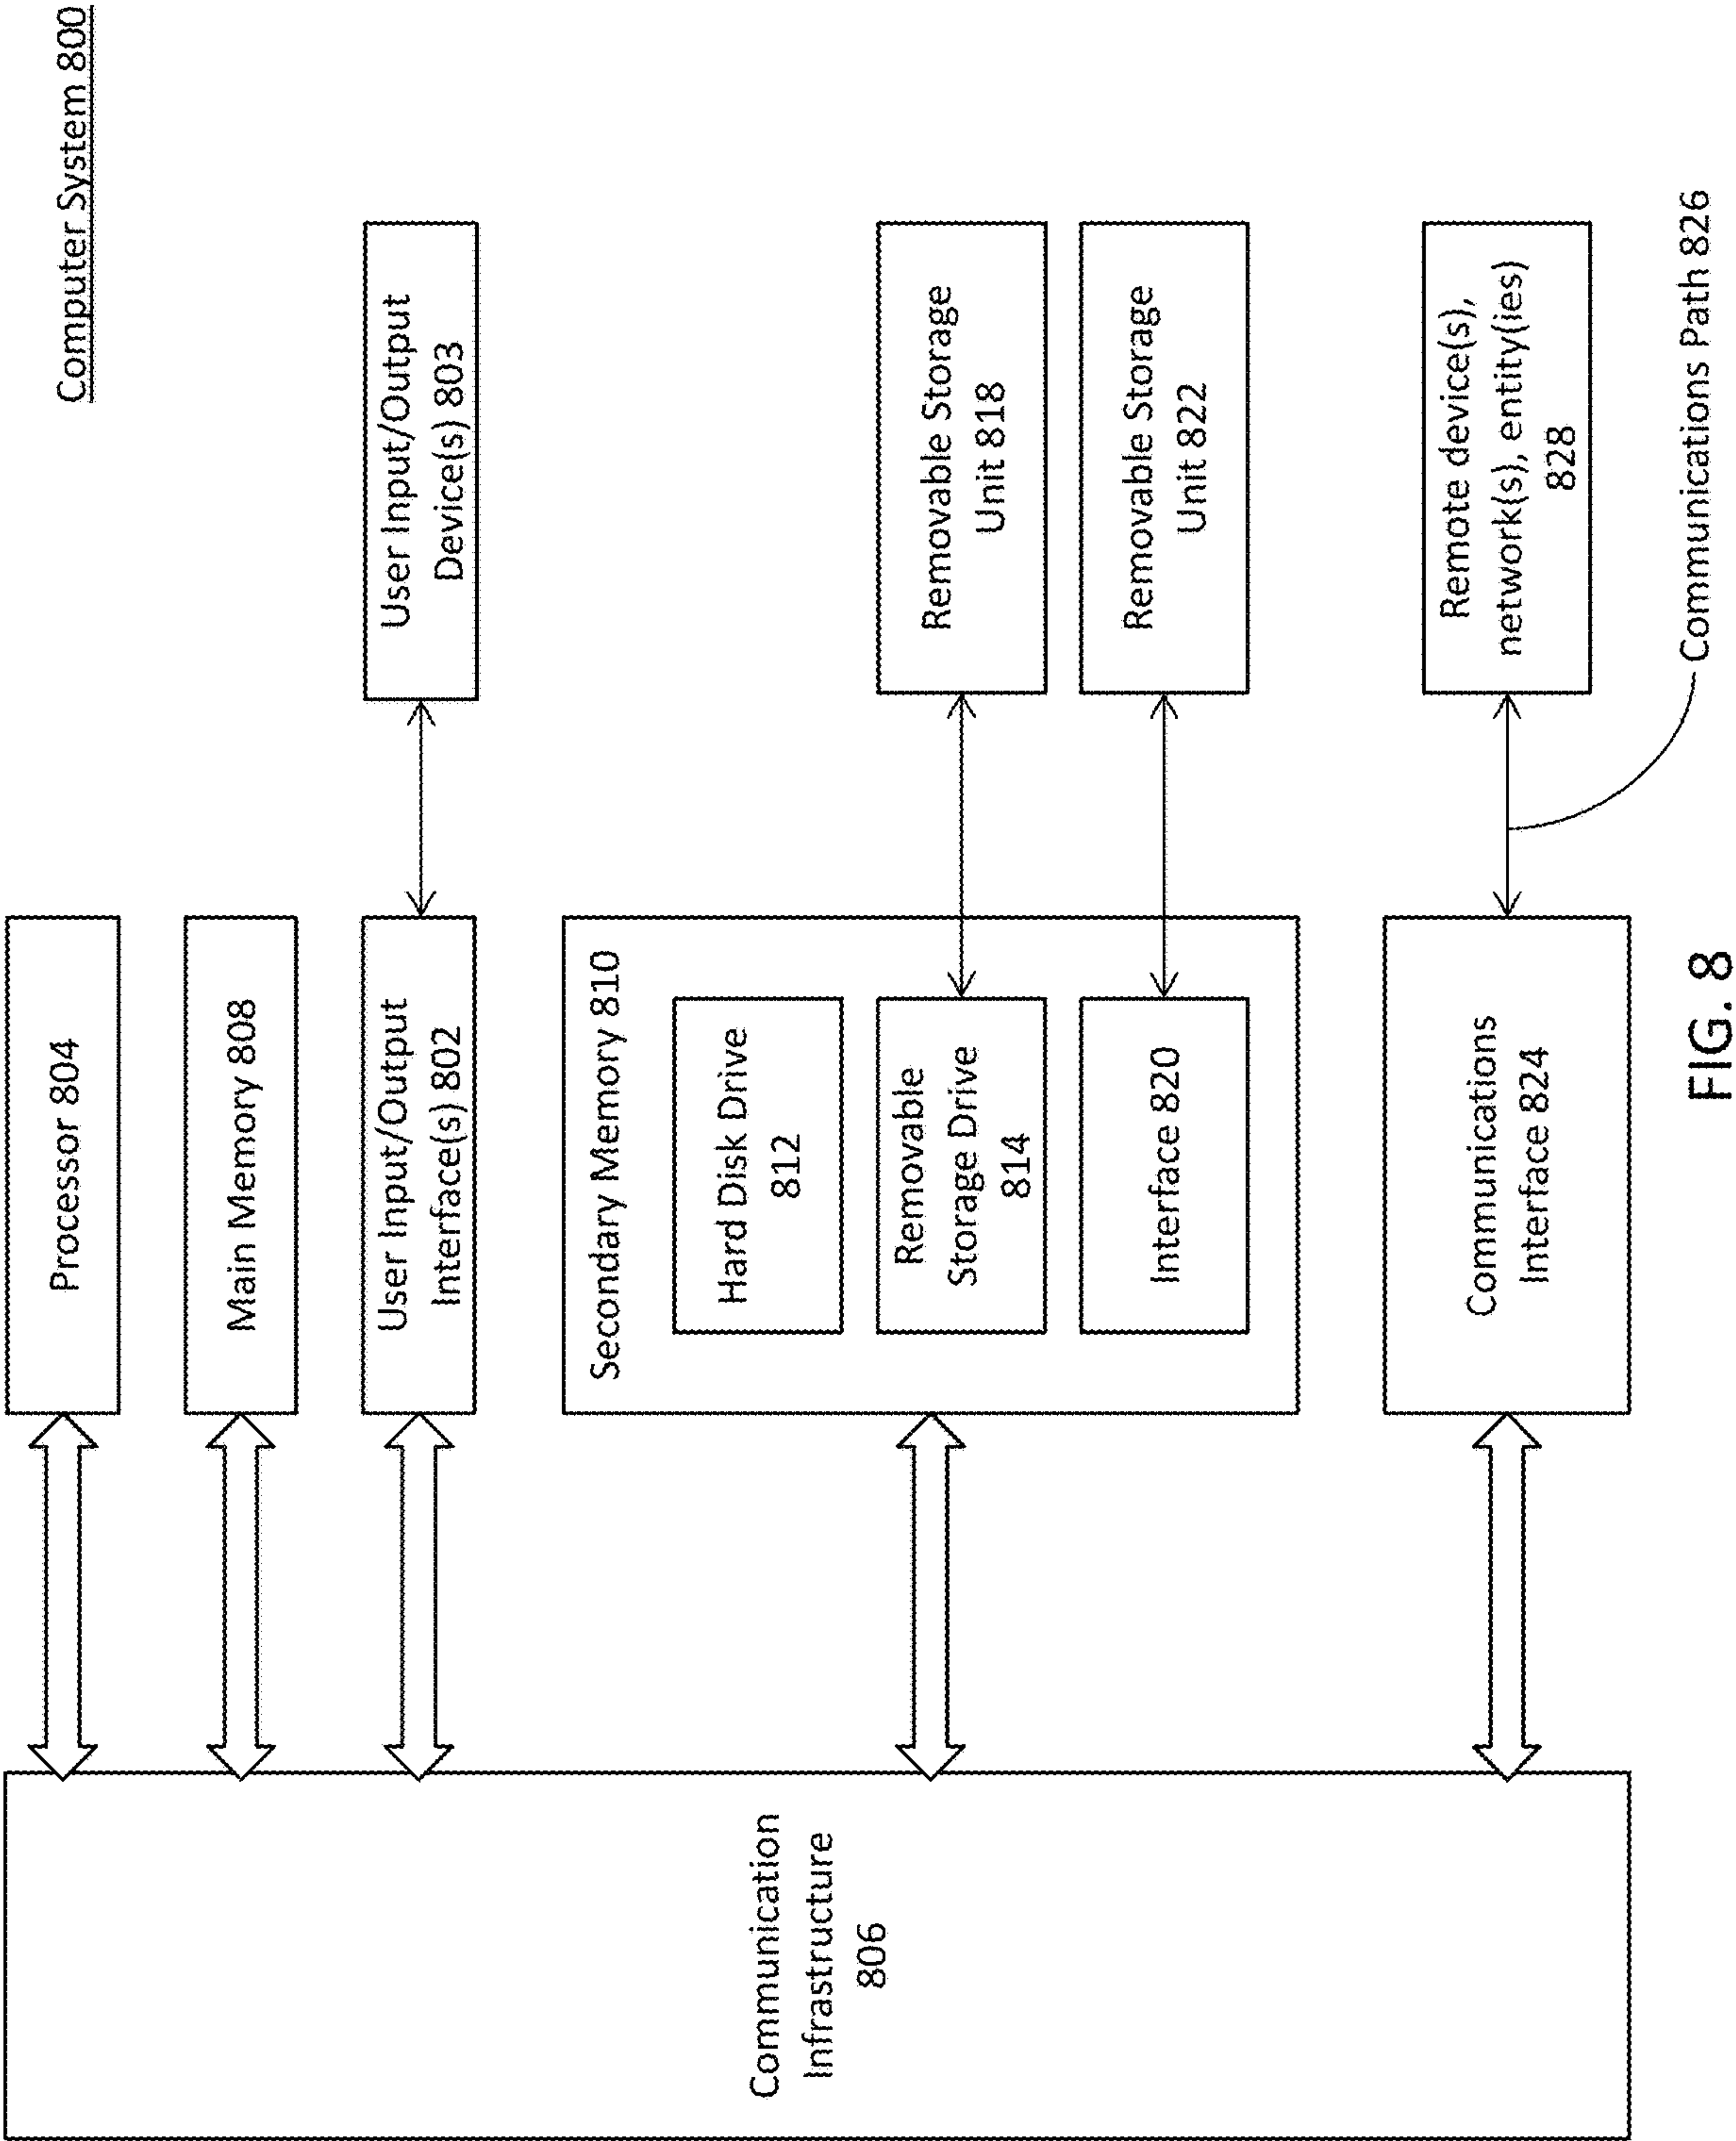 Computer System 800
Processor 804
Main Memory 808
User Input/Output
Interface(s) 802
User Input/Output
Device(s) 803
Communication
Infrastructure
806
Secondary Memory 810
Hard Disk Drive
812
Removable
Storage Drive
814
Removable Storage
Unit 818
Interface 820
Removable Storage
Unit 822
Communications
Interface 824
Remote device(s),
network(s), entity(ies)
828
Communications Path 826
FIG. 8